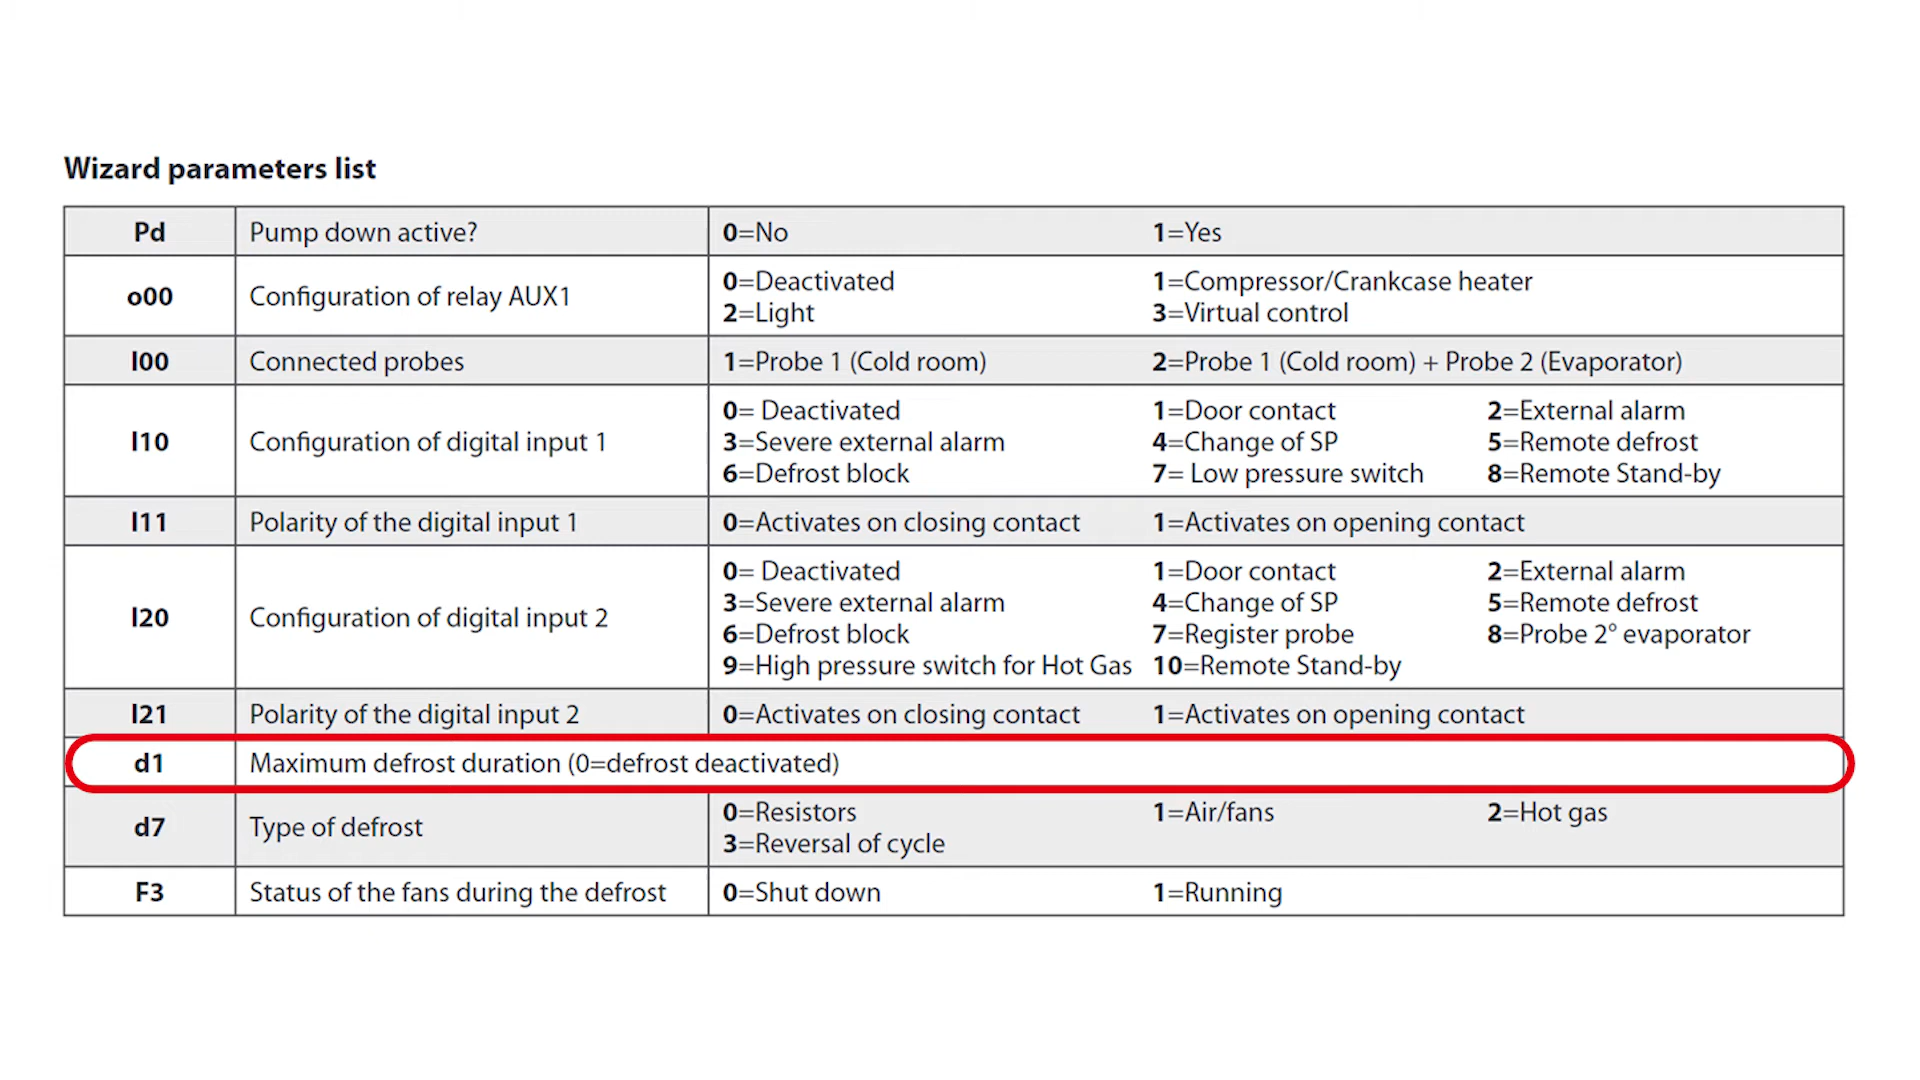 Wizard parameters list
Pd Pump down active? 0=No 1=Yes
o00 Configuration of relay AUX1 0=Deactivated 1=Compressor/Crankcase heater
2=Light 3=Virtual control
I00 Connected probes 1=Probe 1 (Cold room) 2=Probe 1 (Cold room) + Probe 2 (Evaporator)
I10 Configuration of digital input 1 0= Deactivated 1=Door contact 2=External alarm
3=Severe external alarm 4=Change of SP 5=Remote defrost
6=Defrost block 7= Low pressure switch 8=Remote Stand-by
I11 Polarity of the digital input 1 0=Activates on closing contact 1=Activates on opening contact
I20 Configuration of digital input 2 0= Deactivated 1=Door contact 2=External alarm
3=Severe external alarm 4=Change of SP 5=Remote defrost
6=Defrost block 7=Register probe 8=Probe 2° evaporator
9=High pressure switch for Hot Gas 10=Remote Stand-by
I21 Polarity of the digital input 2 0=Activates on closing contact 1=Activates on opening contact
d1 Maximum defrost duration (0=defrost deactivated)
d7 Type of defrost 0=Resistors 1=Air/fans 2=Hot gas
3=Reversal of cycle
F3 Status of the fans during the defrost 0=Shut down 1=Running